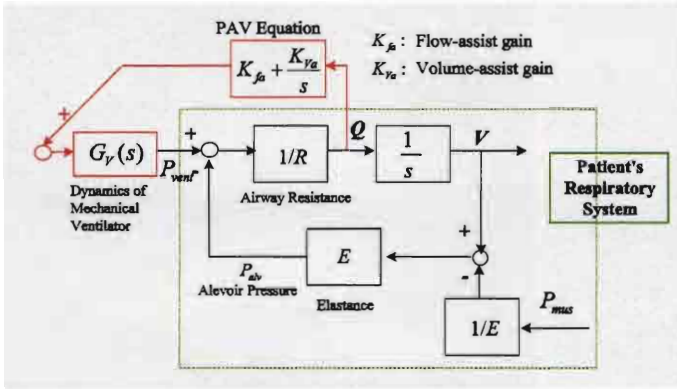 PAV Equation
K_fa + K_Va / s
K_fa : Flow-assist gain
K_Va : Volume-assist gain
+
G_V(s)
P_vent
Dynamics of
Mechanical
Ventilator
+
1/R
Airway Resistance
Q
1/s
V
Patient's
Respiratory
System
+
-
E
Elastance
P_alv
Alevoir Pressure
1/E
P_mus